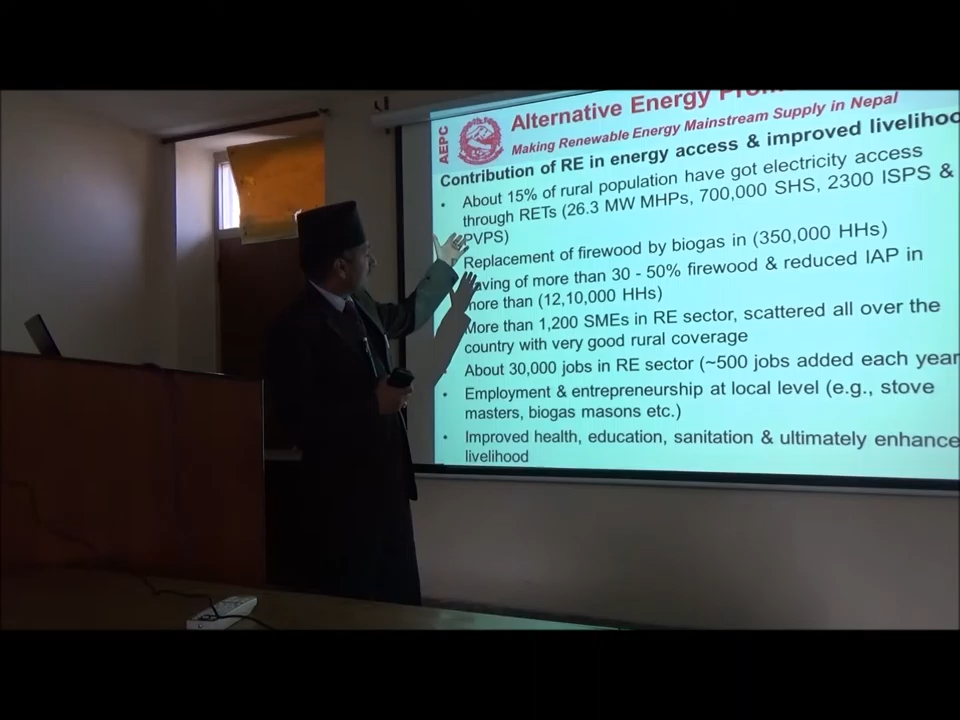 AEPC
Alternative Energy
Making Renewable Energy Mainstream Supply in Nepal
Contribution of RE in energy access & improved
• About 15% of rural population have got electricity access
through RETs (26.3 MW MHPs, 700,000 SHS, 2300 ISPS &
PVPS)
Replacement of firewood by biogas in (350,000 HHs)
of more than 30 - 50% firewood & reduced IAP in
more than (12,10,000 HHs)
More than 1,200 SMEs in RE sector, scattered all over the
country with very good rural coverage
About 30,000 jobs in RE sector (~500 jobs added each year
• Employment & entrepreneurship at local level (e.g., stove
masters, biogas masons etc.)
• Improved health, education, sanitation & ultimately enhance
livelihood